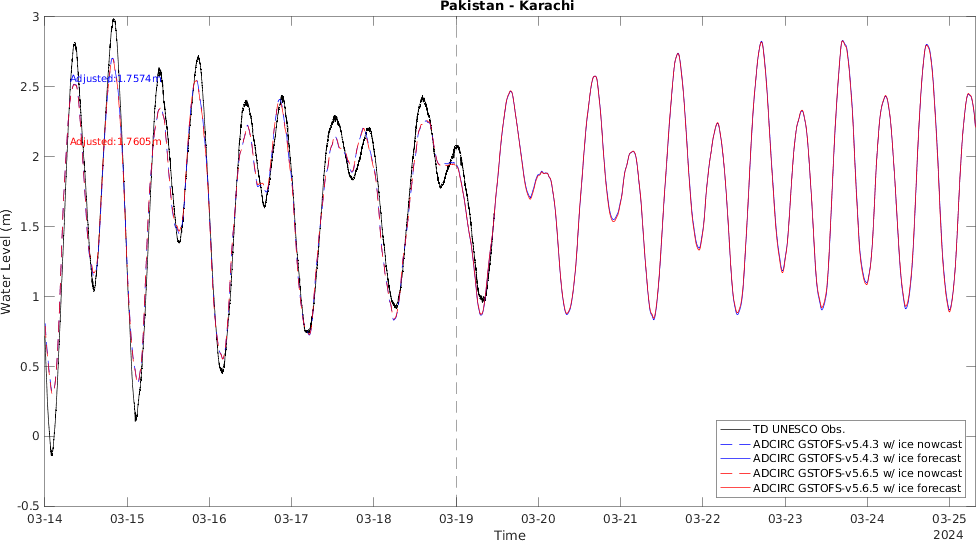 Pakistan - Karachi
3
2.5
2
1.5
1
0.5
0
-0.5
Water Level (m)
Adjusted:1.7574m
Adjusted:1.7605m
TD UNESCO Obs.
ADCIRC GSTOFS-v5.4.3 w/ ice nowcast
ADCIRC GSTOFS-v5.4.3 w/ ice forecast
ADCIRC GSTOFS-v5.6.5 w/ ice nowcast
ADCIRC GSTOFS-v5.6.5 w/ ice forecast
03-14 03-15 03-16 03-17 03-18 03-19 03-20 03-21 03-22 03-23 03-24 03-25
Time
2024